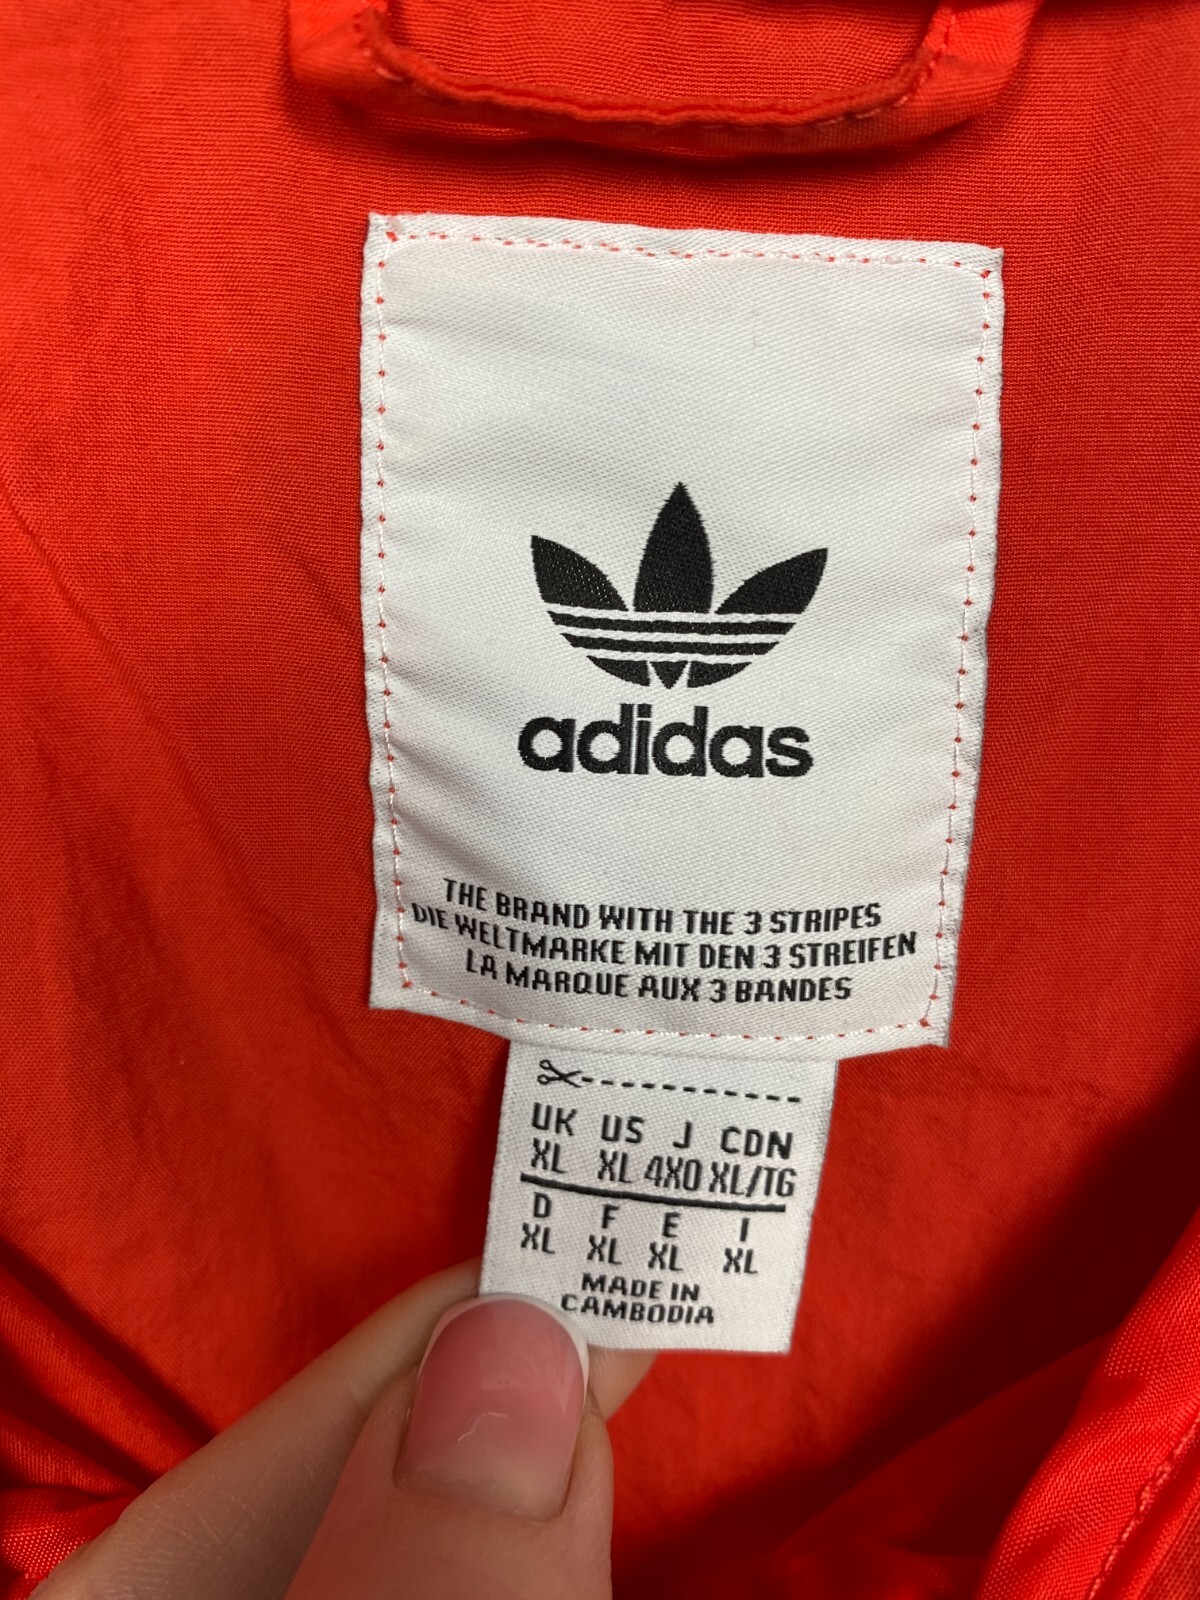 adidas
THE BRAND WITH THE 3 STRIPES
DIE WELTMARKE MIT DEN 3 STREIFEN
LA MARQUE AUX 3 BANDES
UK US J CDN
XL XL 4XO XL/TG
D F E I
XL XL XL XL
MADE IN
CAMBODIA